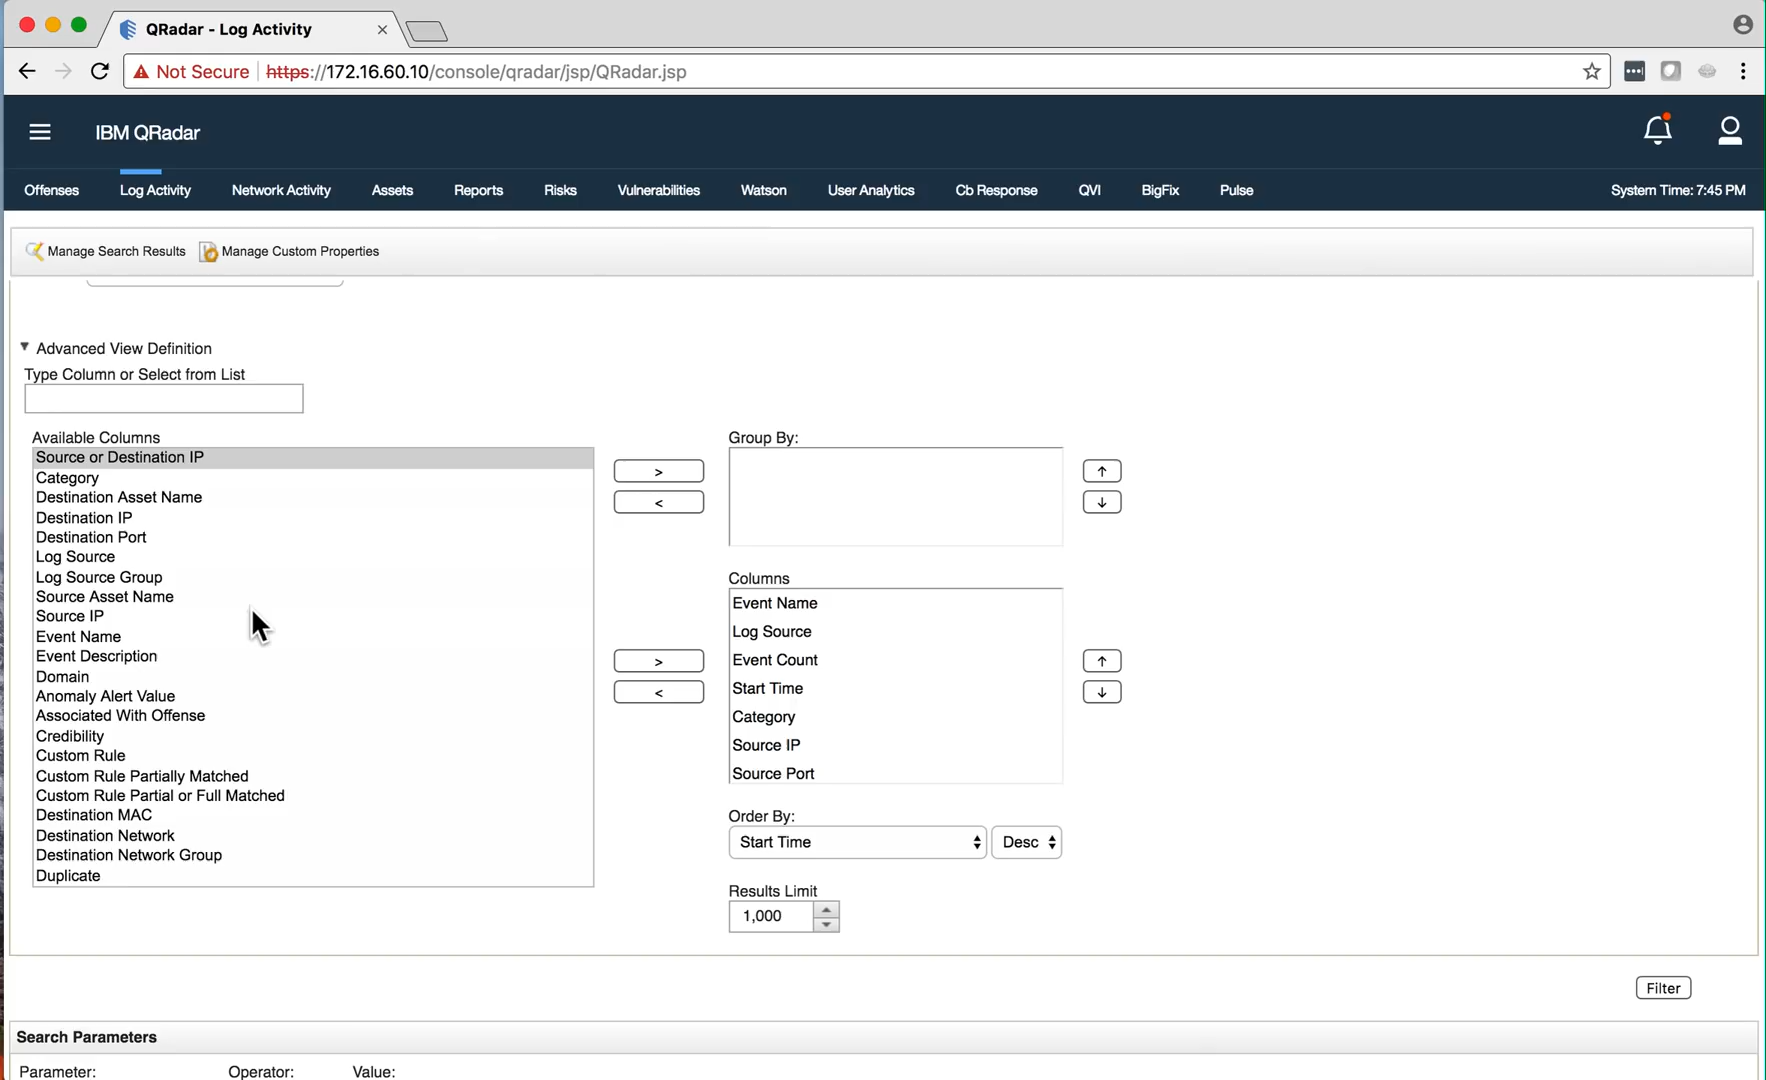 QRadar - Log Activity
Not Secure https://172.16.60.10/console/qradar/jsp/QRadar.jsp
IBM QRadar
Offenses Log Activity Network Activity Assets Reports Risks Vulnerabilities Watson User Analytics Cb Response QVI BigFix Pulse System Time: 7:45 PM
Manage Search Results Manage Custom Properties
Advanced View Definition
Type Column or Select from List
Available Columns
Source or Destination IP
Category
Destination Asset Name
Destination IP
Destination Port
Log Source
Log Source Group
Source Asset Name
Source IP
Event Name
Event Description
Domain
Anomaly Alert Value
Associated With Offense
Credibility
Custom Rule
Custom Rule Partially Matched
Custom Rule Partial or Full Matched
Destination MAC
Destination Network
Destination Network Group
Duplicate
>
<
>
<
Group By:
↑
↓
Columns
Event Name
Log Source
Event Count
Start Time
Category
Source IP
Source Port
↑
↓
Order By:
Start Time Desc
Results Limit
1,000
Filter
Search Parameters
Parameter: Operator: Value: